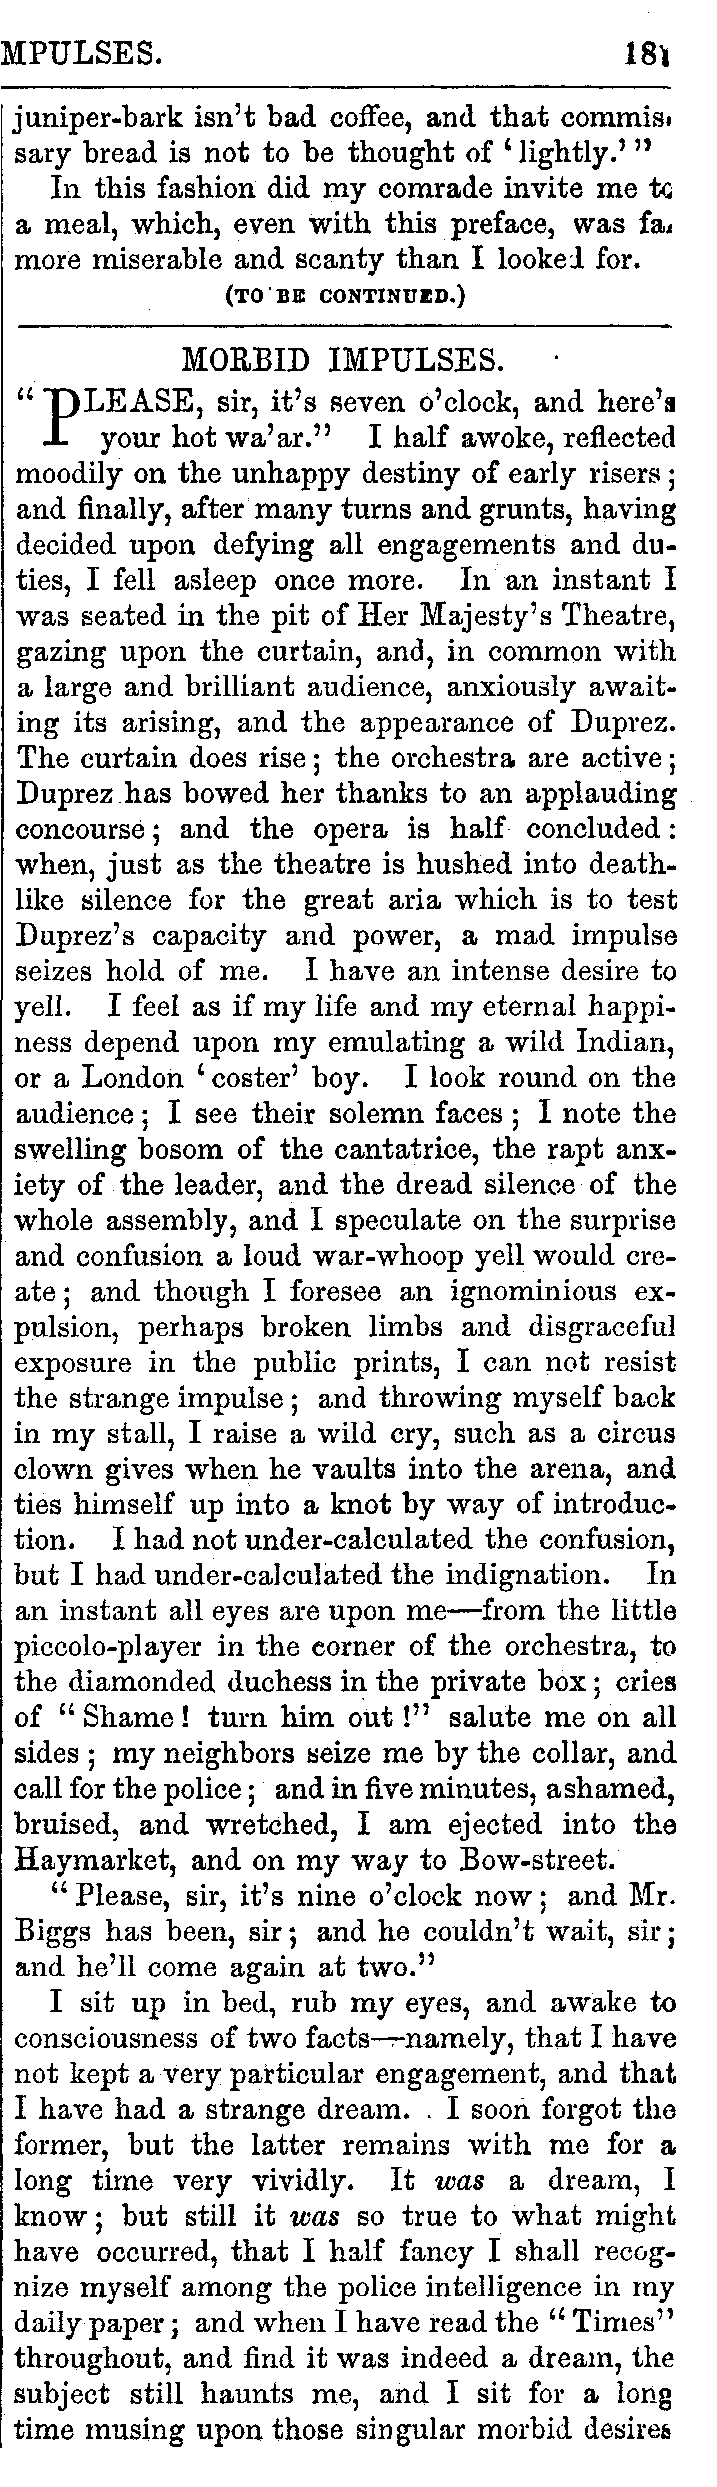 MPULSES. 181
juniper-bark isn't bad coffee, and that commis-
sary bread is not to be thought of 'lightly.'"
In this fashion did my comrade invite me to
a meal, which, even with this preface, was far
more miserable and scanty than I looked for.
(TO BE CONTINUED.)
MORBID IMPULSES.
"PLEASE, sir, it's seven o'clock, and here's
your hot wa'ar." I half awoke, reflected
moodily on the unhappy destiny of early risers;
and finally, after many turns and grunts, having
decided upon defying all engagements and du-
ties, I fell asleep once more. In an instant I
was seated in the pit of Her Majesty's Theatre,
gazing upon the curtain, and, in common with
a large and brilliant audience, anxiously await-
ing its arising, and the appearance of Duprez.
The curtain does rise; the orchestra are active;
Duprez has bowed her thanks to an applauding
concourse; and the opera is half concluded:
when, just as the theatre is hushed into death-
like silence for the great aria which is to test
Duprez's capacity and power, a mad impulse
seizes hold of me. I have an intense desire to
yell. I feel as if my life and my eternal happi-
ness depend upon my emulating a wild Indian,
or a London 'coster' boy. I look round on the
audience; I see their solemn faces; I note the
swelling bosom of the cantatrice, the rapt anx-
iety of the leader, and the dread silence of the
whole assembly, and I speculate on the surprise
and confusion a loud war-whoop yell would cre-
ate; and though I foresee an ignominious ex-
pulsion, perhaps broken limbs and disgraceful
exposure in the public prints, I can not resist
the strange impulse; and throwing myself back
in my stall, I raise a wild cry, such as a circus
clown gives when he vaults into the arena, and
ties himself up into a knot by way of introduc-
tion. I had not under-calculated the confusion,
but I had under-calculated the indignation. In
an instant all eyes are upon me—from the little
piccolo-player in the corner of the orchestra, to
the diamonded duchess in the private box; cries
of "Shame! turn him out!" salute me on all
sides; my neighbors seize me by the collar, and
call for the police; and in five minutes, ashamed,
bruised, and wretched, I am ejected into the
Haymarket, and on my way to Bow-street.
"Please, sir, it's nine o'clock now; and Mr.
Biggs has been, sir; and he couldn't wait, sir;
and he'll come again at two."
I sit up in bed, rub my eyes, and awake to
consciousness of two facts—namely, that I have
not kept a very particular engagement, and that
I have had a strange dream. I soon forgot the
former, but the latter remains with me for a
long time very vividly. It was a dream, I
know; but still it was so true to what might
have occurred, that I half fancy I shall recog-
nize myself among the police intelligence in my
daily paper; and when I have read the "Times"
throughout, and find it was indeed a dream, the
subject still haunts me, and I sit for a long
time musing upon those singular morbid desires